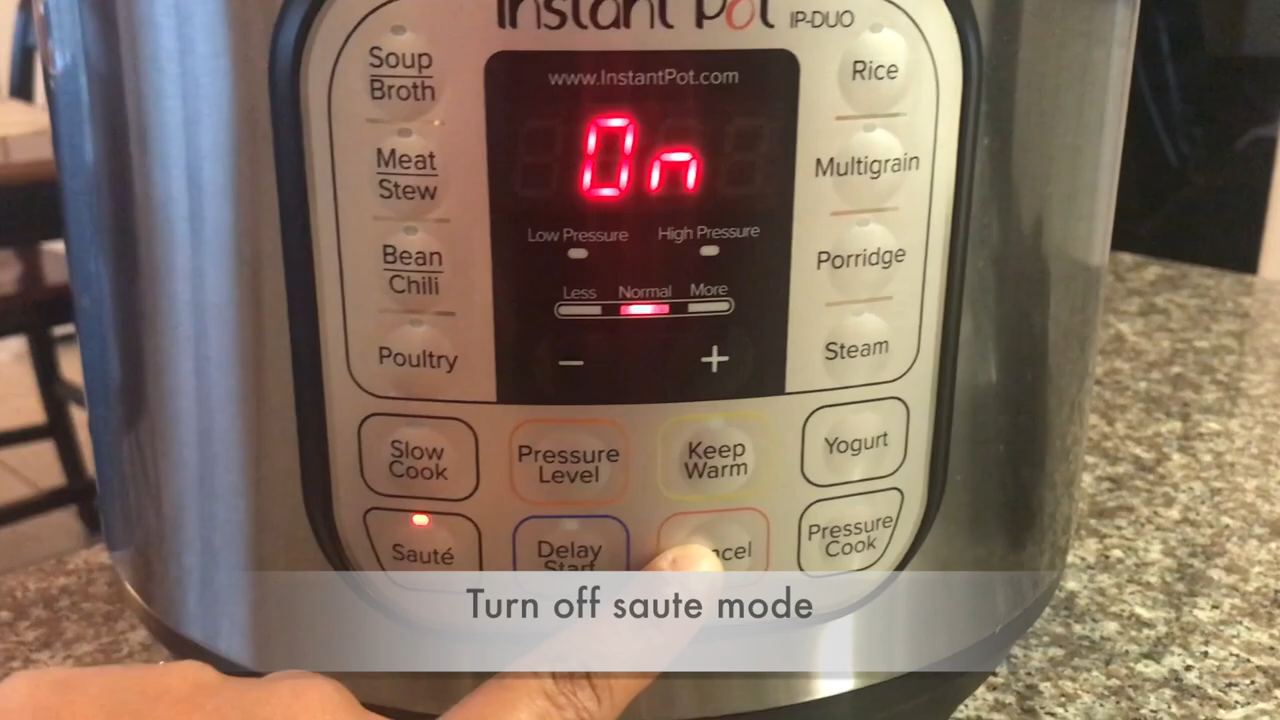 Instant Pot IP-DUO
www.InstantPot.com
Soup
Broth
Rice
On
Meat
Stew
Multigrain
Low Pressure High Pressure
Bean
Chili
Porridge
Less Normal More
Poultry
− +
Steam
Slow
Cook
Pressure
Level
Keep
Warm
Yogurt
Sauté
Delay
Start
ncel
Pressure
Cook
Turn off saute mode